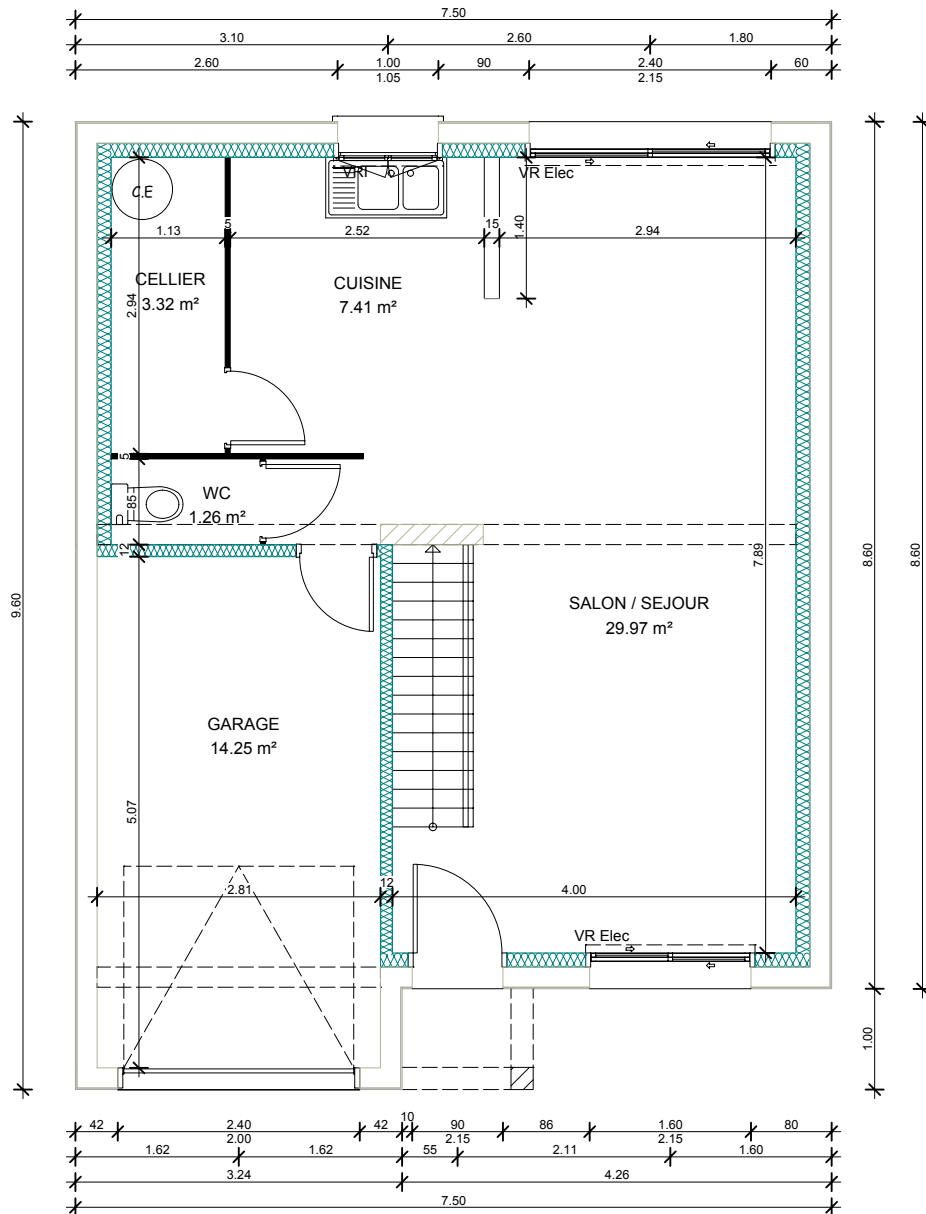 7.50
3.10 2.60 1.80
2.60 1.00 90 2.40 60
1.05 2.15
VRI
VR Elec
C.E
5
15
1.40
1.13 2.52 2.94
CELLIER
3.32 m²
CUISINE
7.41 m²
2.94
5
WC
1.26 m²
85
12
7.89
8.60
8.60
9.60
SALON / SEJOUR
29.97 m²
GARAGE
14.25 m²
5.07
2.81 12 4.00
VR Elec
1.00
10
42 2.40 42 90 86 1.60 80
2.00 2.15 2.15
1.62 1.62 55 2.11 1.60
3.24 4.26
7.50